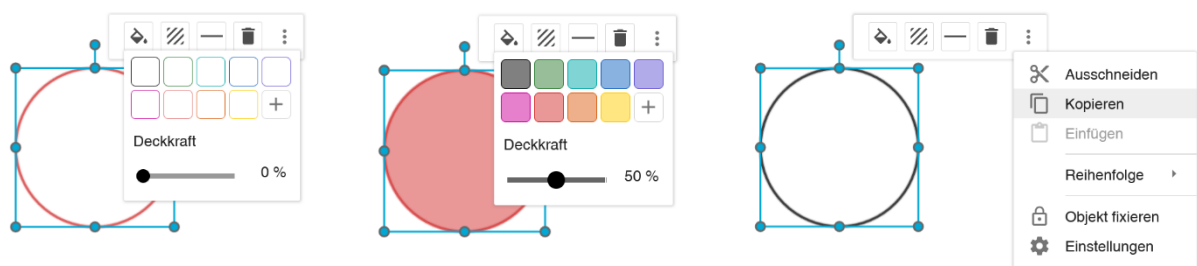 Deckkraft
0 %
Deckkraft
50 %
Ausschneiden
Kopieren
Einfügen
Reihenfolge
Objekt fixieren
Einstellungen